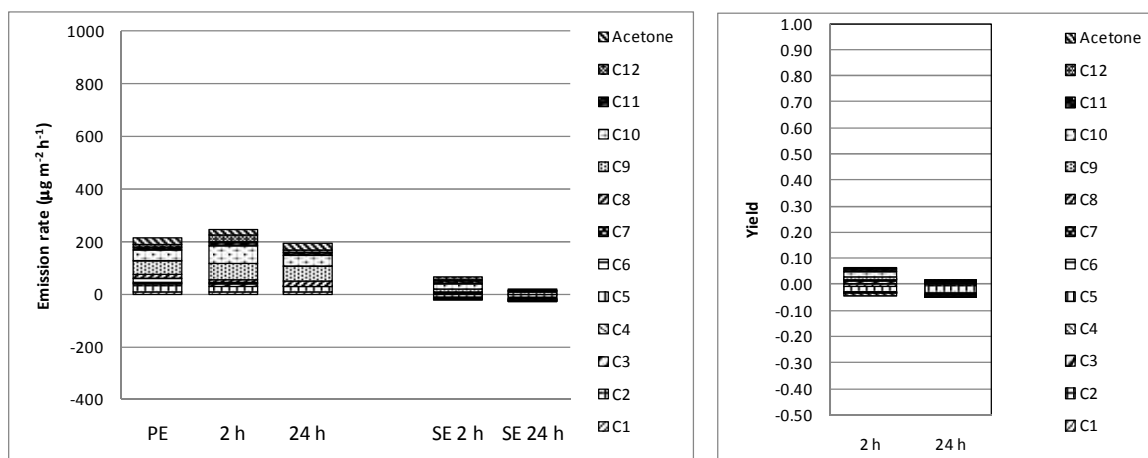 1000
800
600
400
200
0
-200
-400
Emission rate (µg m⁻² h⁻¹)
PE 2 h 24 h SE 2 h SE 24 h
Acetone
C12
C11
C10
C9
C8
C7
C6
C5
C4
C3
C2
C1
1.00
0.90
0.80
0.70
0.60
0.50
0.40
0.30
0.20
0.10
0.00
-0.10
-0.20
-0.30
-0.40
-0.50
Yield
2 h 24 h
Acetone
C12
C11
C10
C9
C8
C7
C6
C5
C4
C3
C2
C1